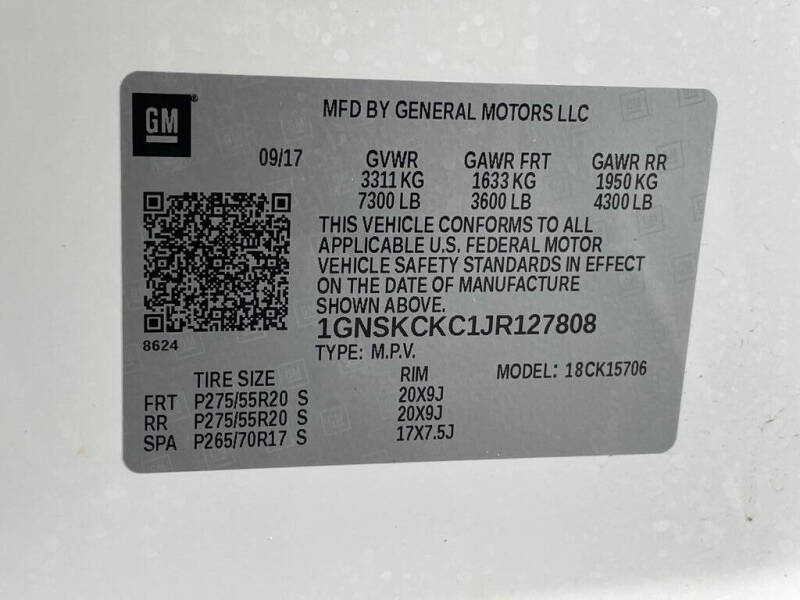 GM®
MFD BY GENERAL MOTORS LLC
09/17 GVWR GAWR FRT GAWR RR
3311 KG 1633 KG 1950 KG
7300 LB 3600 LB 4300 LB
THIS VEHICLE CONFORMS TO ALL
APPLICABLE U.S. FEDERAL MOTOR
VEHICLE SAFETY STANDARDS IN EFFECT
ON THE DATE OF MANUFACTURE
SHOWN ABOVE.
1GNSKCKC1JR127808
8624
TYPE: M.P.V.
MODEL: 18CK15706
TIRE SIZE RIM
FRT P275/55R20 S 20X9J
RR P275/55R20 S 20X9J
SPA P265/70R17 S 17X7.5J